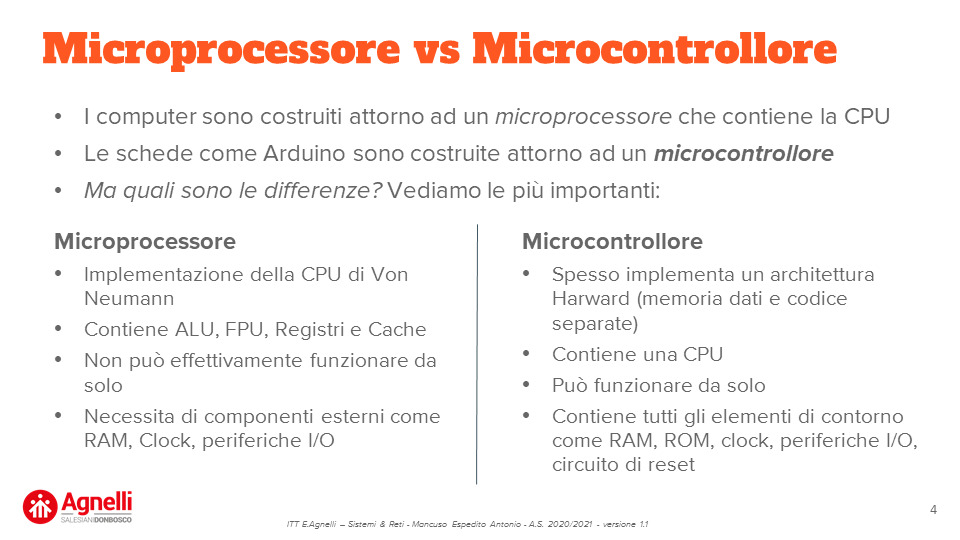 Microprocessore vs Microcontrollore
• I computer sono costruiti attorno ad un microprocessore che contiene la CPU
• Le schede come Arduino sono costruite attorno ad un microcontrollore
• Ma quali sono le differenze? Vediamo le più importanti:
Microprocessore
• Implementazione della CPU di Von
Neumann
• Contiene ALU, FPU, Registri e Cache
• Non può effettivamente funzionare da
solo
• Necessita di componenti esterni come
RAM, Clock, periferiche I/O
Microcontrollore
• Spesso implementa un architettura
Harward (memoria dati e codice
separate)
• Contiene una CPU
• Può funzionare da solo
• Contiene tutti gli elementi di contorno
come RAM, ROM, clock, periferiche I/O,
circuito di reset
Agnelli
SALESIANI DONBOSCO
ITT E.Agnelli – Sistemi & Reti - Mancuso Espedito Antonio - A.S. 2020/2021 - versione 1.1
4